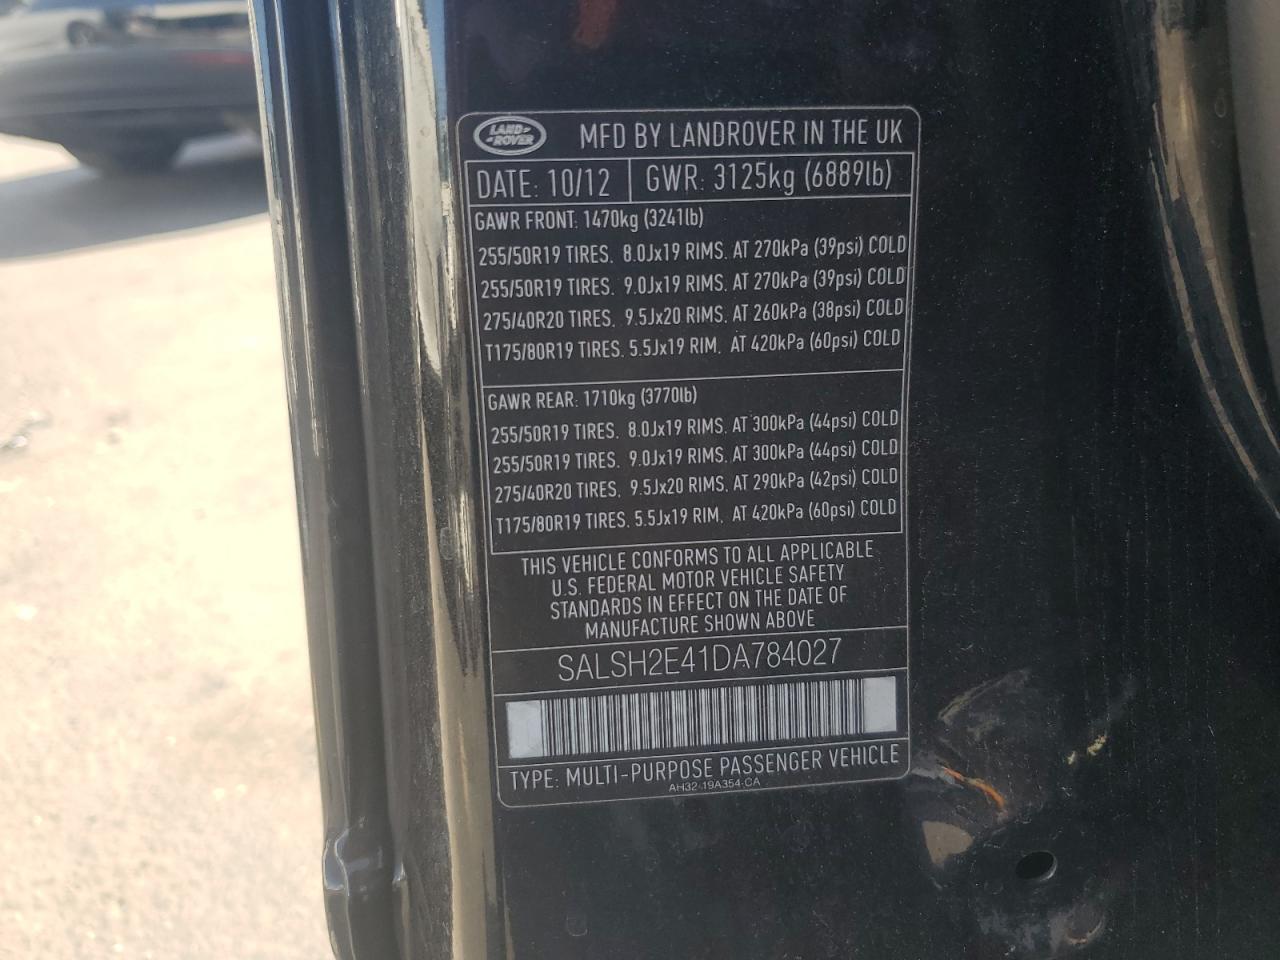 LAND ROVER
MFD BY LANDROVER IN THE UK
DATE: 10/12 GWR: 3125kg (6889lb)
GAWR FRONT: 1470kg (3241lb)
255/50R19 TIRES. 8.0Jx19 RIMS. AT 270kPa (39psi) COLD
255/50R19 TIRES. 9.0Jx19 RIMS. AT 270kPa (39psi) COLD
275/40R20 TIRES. 9.5Jx20 RIMS. AT 260kPa (38psi) COLD
T175/80R19 TIRES. 5.5Jx19 RIM. AT 420kPa (60psi) COLD
GAWR REAR: 1710kg (3770lb)
255/50R19 TIRES. 8.0Jx19 RIMS. AT 300kPa (44psi) COLD
255/50R19 TIRES. 9.0Jx19 RIMS. AT 300kPa (44psi) COLD
275/40R20 TIRES. 9.5Jx20 RIMS. AT 290kPa (42psi) COLD
T175/80R19 TIRES. 5.5Jx19 RIM. AT 420kPa (60psi) COLD
THIS VEHICLE CONFORMS TO ALL APPLICABLE
U.S. FEDERAL MOTOR VEHICLE SAFETY
STANDARDS IN EFFECT ON THE DATE OF
MANUFACTURE SHOWN ABOVE
SALSH2E41DA784027
TYPE: MULTI-PURPOSE PASSENGER VEHICLE
AH32-19A354-CA